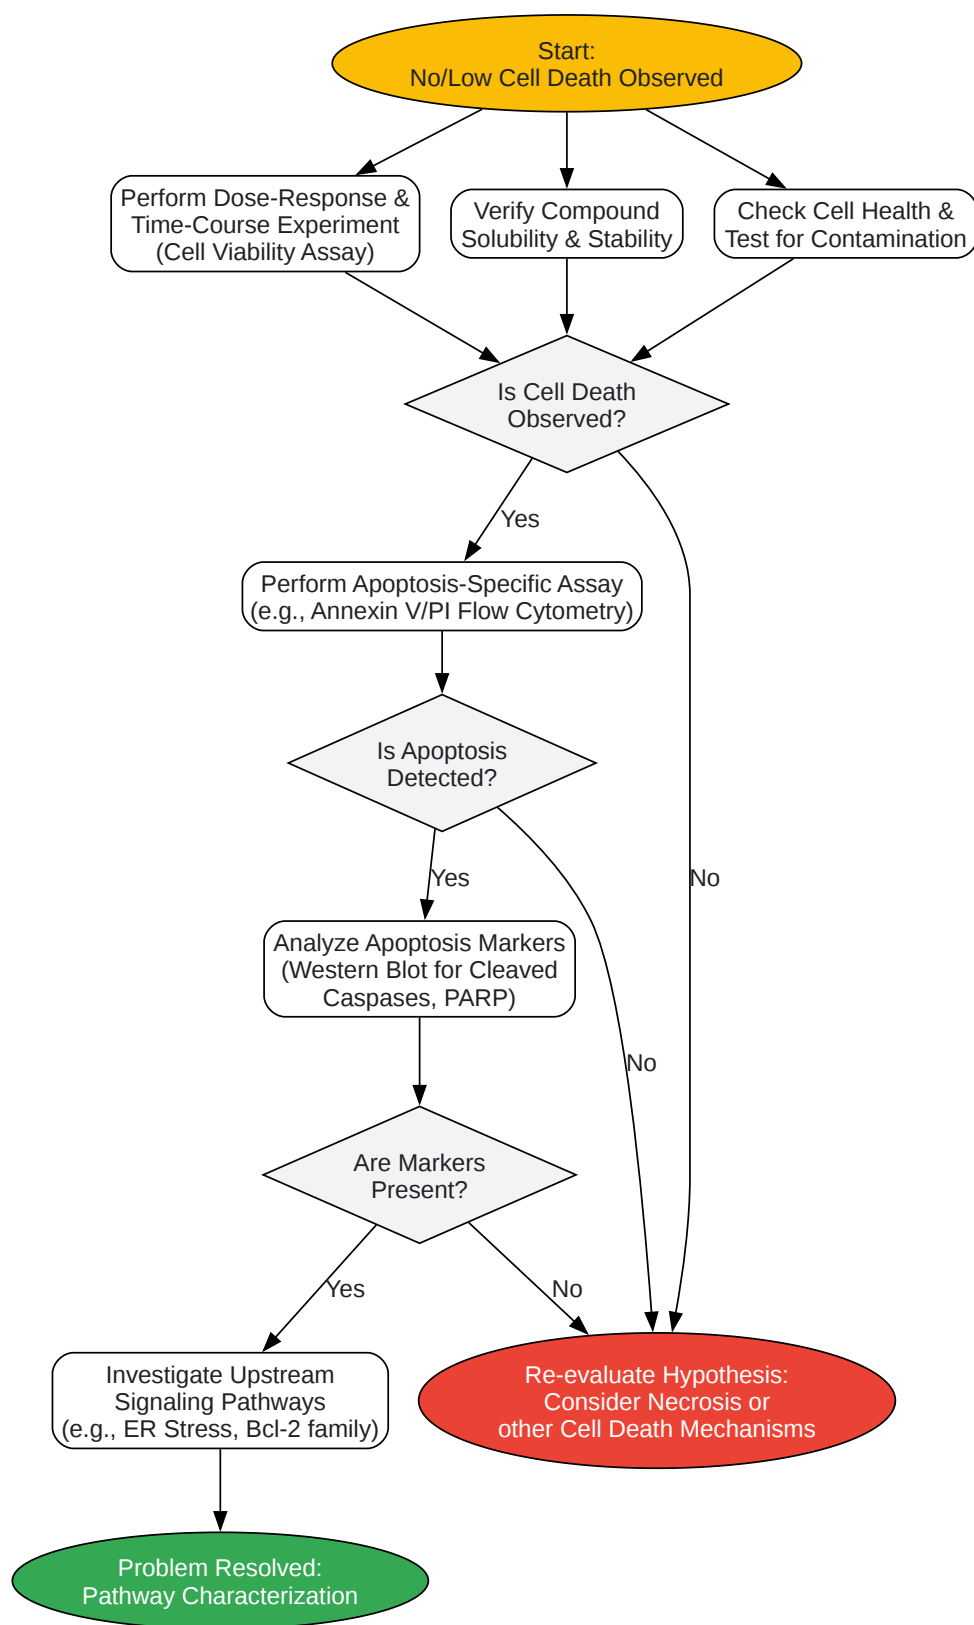 Start:
No/Low Cell Death Observed
Perform Dose-Response &
Time-Course Experiment
(Cell Viability Assay)
Verify Compound
Solubility & Stability
Check Cell Health &
Test for Contamination
Is Cell Death
Observed?
Yes
Perform Apoptosis-Specific Assay
(e.g., Annexin V/PI Flow Cytometry)
Is Apoptosis
Detected?
Yes
No
Analyze Apoptosis Markers
(Western Blot for Cleaved
Caspases, PARP)
No
Are Markers
Present?
Yes
No
Investigate Upstream
Signaling Pathways
(e.g., ER Stress, Bcl-2 family)
Re-evaluate Hypothesis:
Consider Necrosis or
other Cell Death Mechanisms
Problem Resolved:
Pathway Characterization